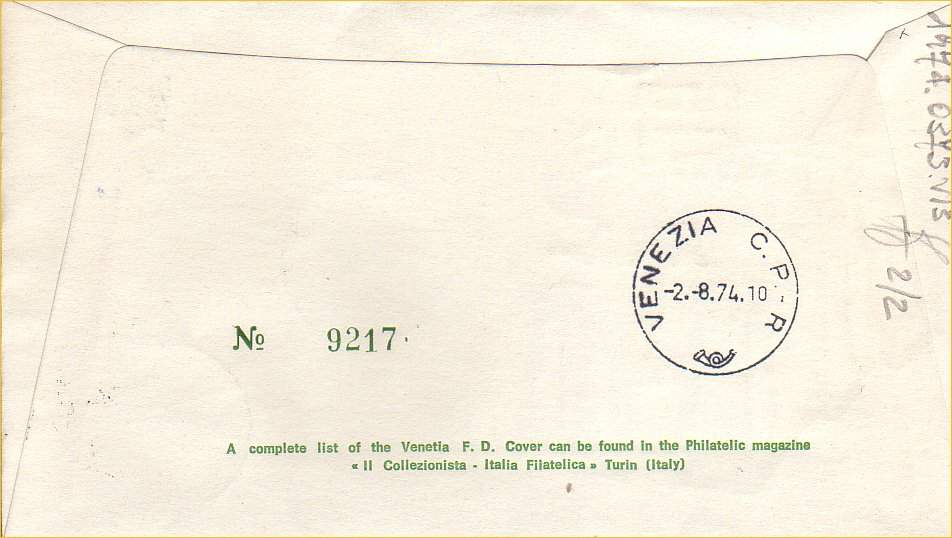 VENEZIA C.P. R
-2.-8.74.10
№ 9217
A complete list of the Venetia F. D. Cover can be found in the Philatelic magazine
« Il Collezionista - Italia Filatelica » Turin (Italy)
2/2